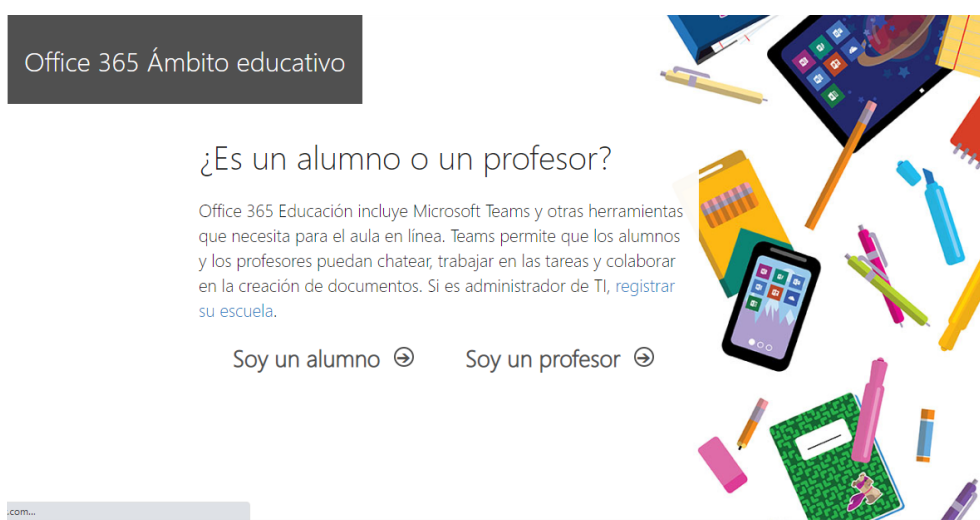 Office 365 Ámbito educativo
¿Es un alumno o un profesor?
Office 365 Educación incluye Microsoft Teams y otras herramientas
que necesita para el aula en línea. Teams permite que los alumnos
y los profesores puedan chatear, trabajar en las tareas y colaborar
en la creación de documentos. Si es administrador de TI, registrar
su escuela.
Soy un alumno
Soy un profesor
.com...